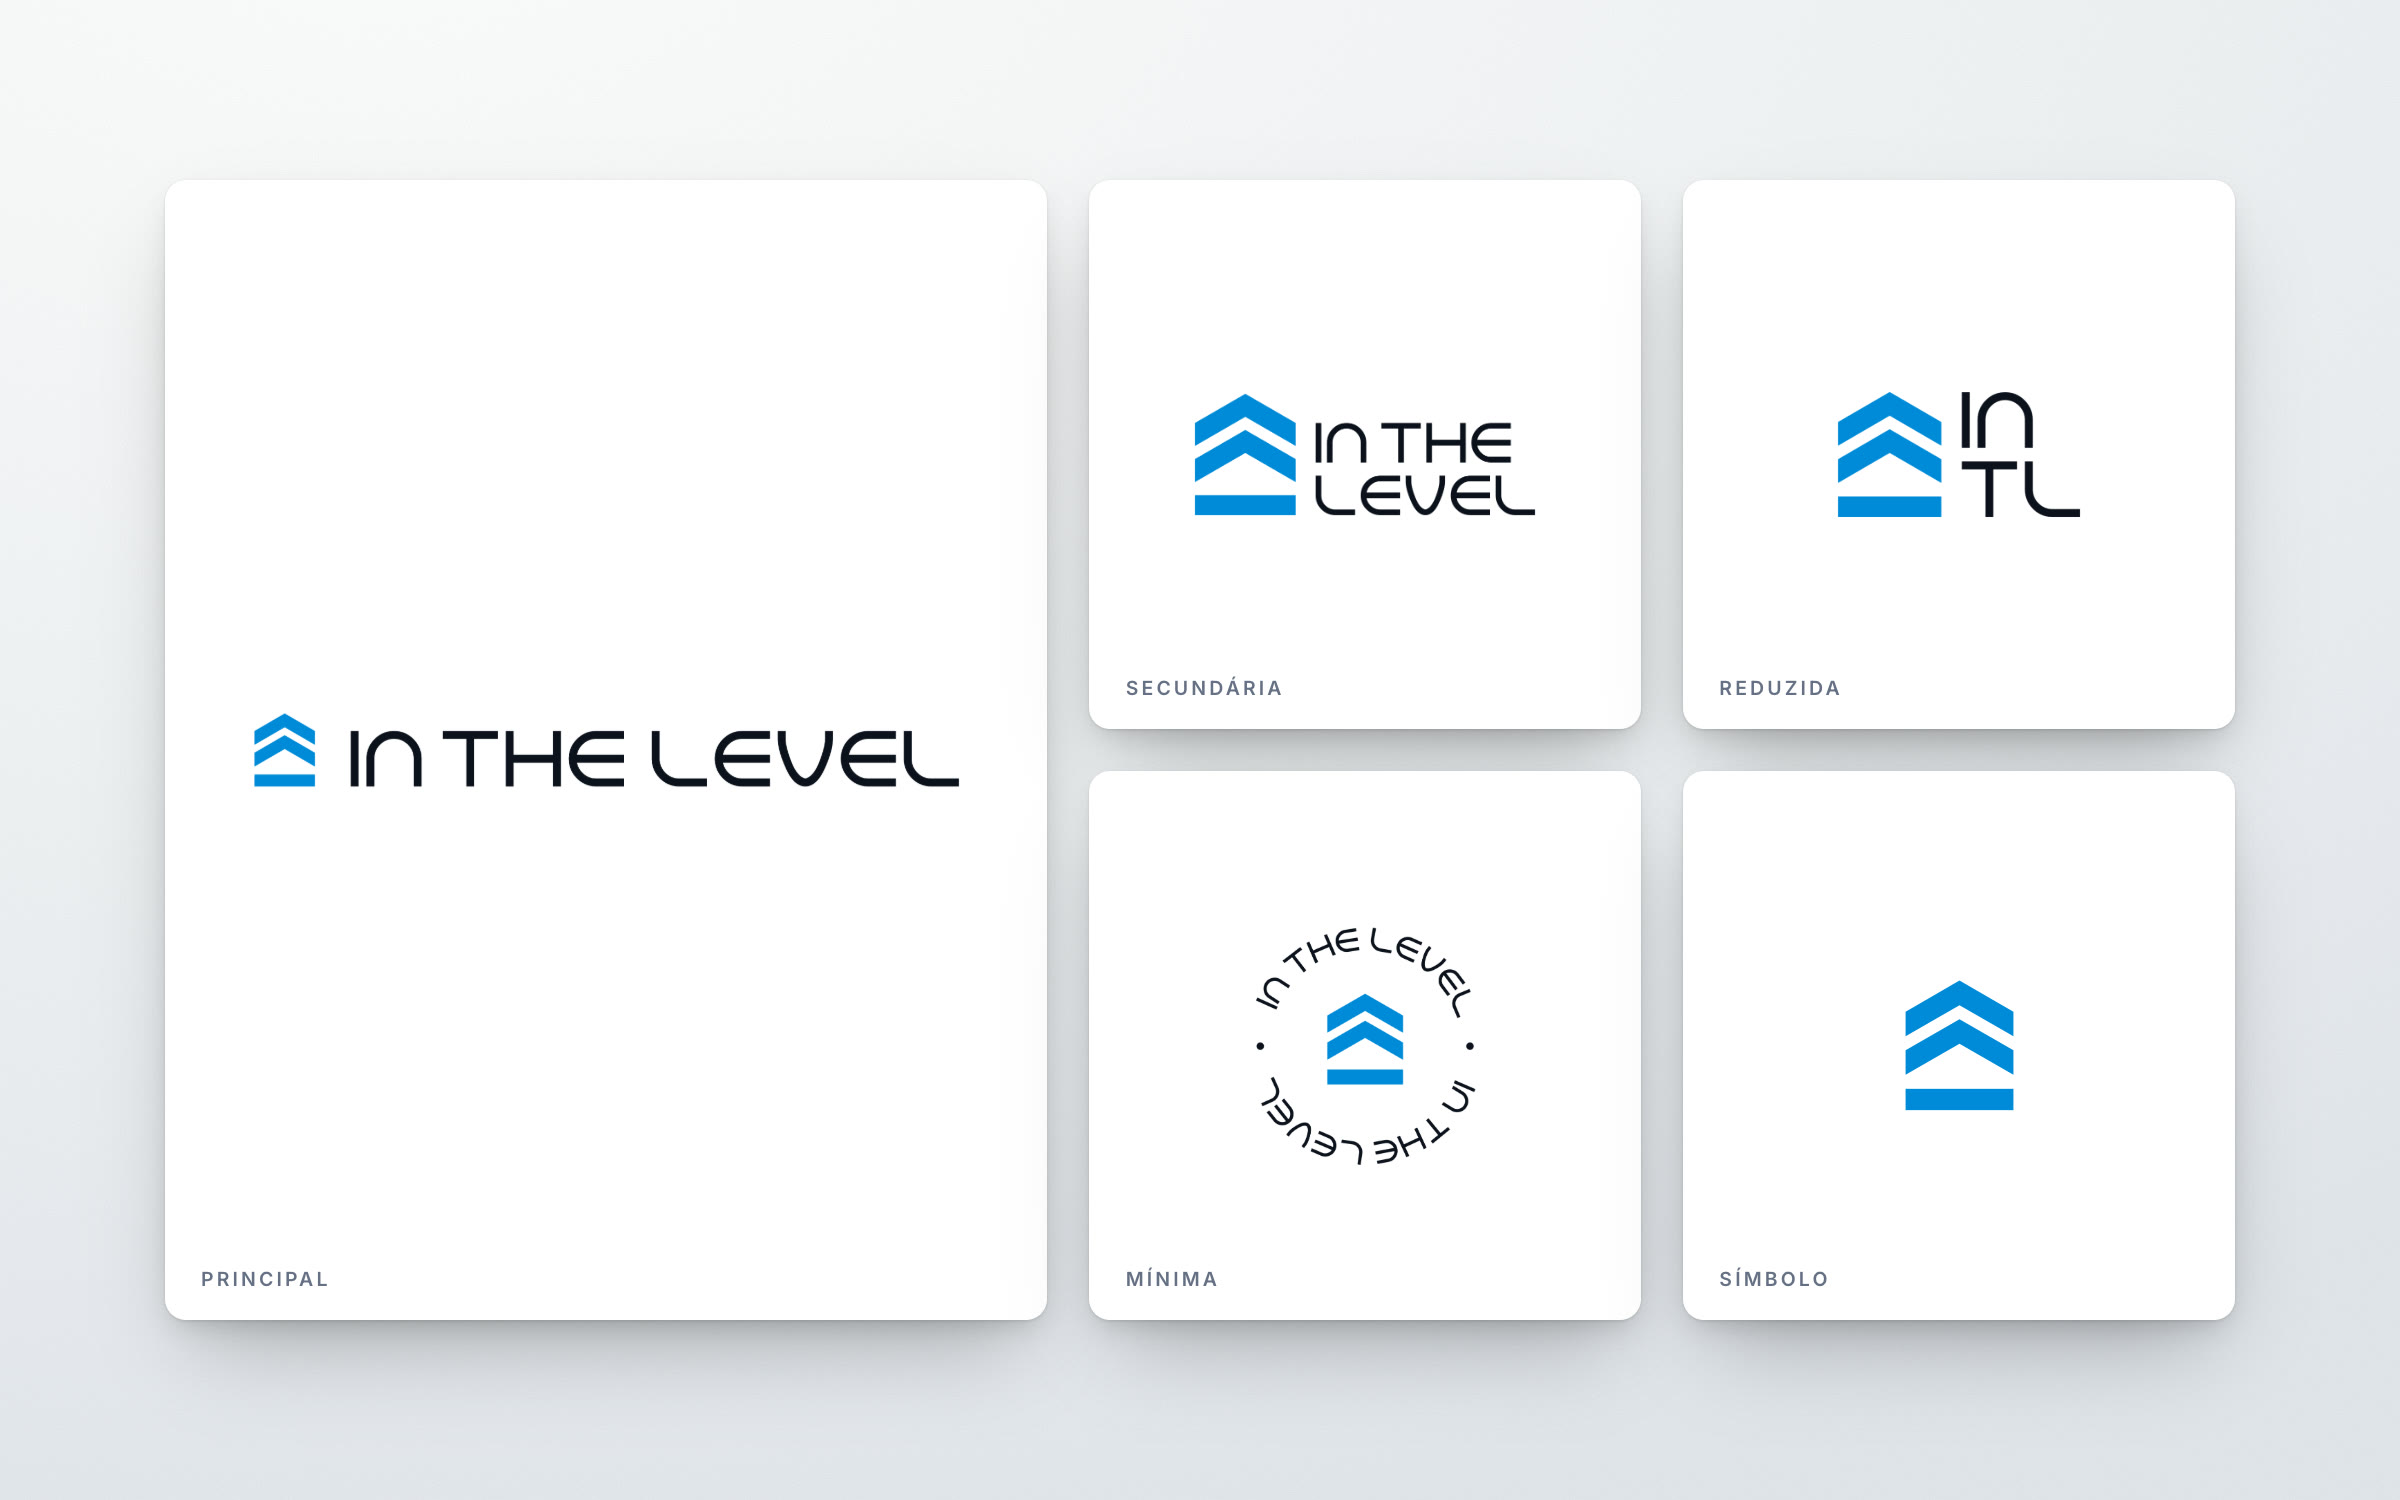 IN THE LEVEL
PRINCIPAL
IN THE
LEVEL
SECUNDÁRIA
IN
TL
REDUZIDA
IN THE LEVEL • IN THE LEVEL •
MÍNIMA
SÍMBOLO